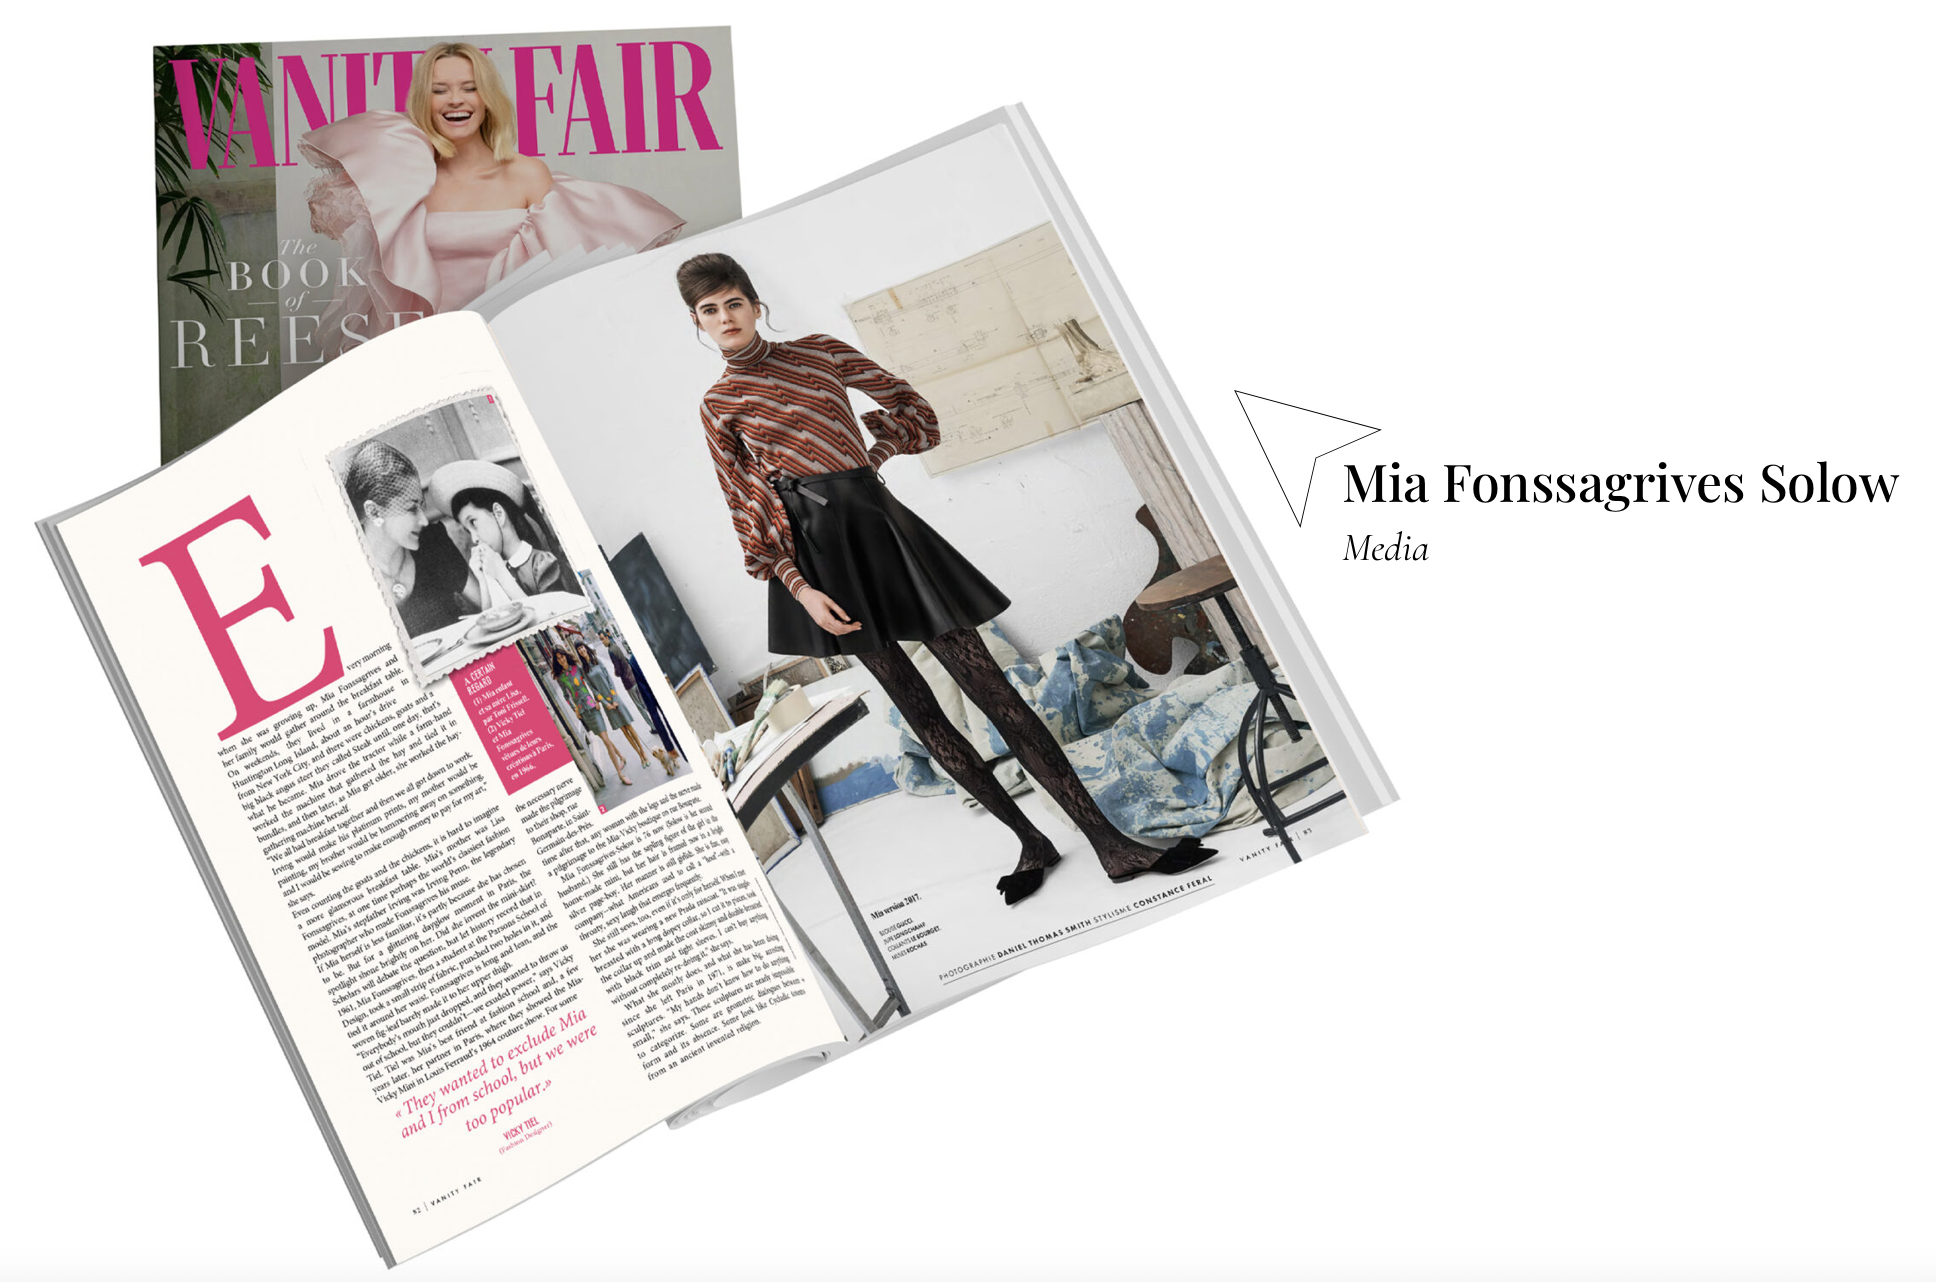 VANITY FAIR
The
BOOK
of
REESE
E
very morning
when she was growing up, Mia Fonssagrives and
her family would gather around the breakfast table.
On weekends, they lived in a farmhouse in
Huntington Long Island, about an hour's drive
from New York City, and there were chickens, goats and a
big black angus steer they called Steak until, one day, that's
what he became. Mia drove the tractor while a farm-hand
worked the machine that gathered the hay and tied it in
bundles, and then later, as Mia got older, she worked the hay-
gathering machine herself.
"We all had breakfast together and then we all got down to work.
Irving would make his platinum prints, my mother would be
painting, my brother would be hammering away on something,
and I would be sewing to make enough money to pay for my art,"
she says.
Even counting the goats and the chickens, it is hard to imagine
a more glamorous breakfast table. Mia's mother was Lisa
Fonssagrives, at one time perhaps the world's classiest fashion
model. Mia's stepfather Irving was Irving Penn, the legendary
photographer who made Fonssagrives his muse.
If Mia herself is less familiar, it's partly because she has chosen
to be. But for a glittering dayglow moment in Paris, the
spotlight shone brightly on her. Did she invent the mini-skirt?
Scholars will debate the question, but let history record that in
1961, Mia Fonssagrives, then a student at the Parsons School of
Design, took a small strip of fabric, punched two holes in it, and
tied it around her waist. Fonssagrives is long and lean, and the
woven fig-leaf barely made it to her upper thigh.
"Everybody's mouth just dropped, and they wanted to throw us
out of school, but they couldn't—we exuded power," says Vicky
Tiel. Tiel was Mia's best friend at fashion school and, a few
years later, her partner in Paris, where they showed the Mia-
Vicky Mini in Louis Ferraud's 1964 couture show. For some
«They wanted to exclude Mia
and I from school, but we were
too popular.»
VICKY TIEL
(Fashion Designer)
82 | VANITY FAIR
1
A CERTAIN
REGARD
(1) Mia enfant
et sa mère Lisa,
par Toni Frissell.
(2) Vicky Tiel
et Mia
Fonssagrives
vêtues de leurs
créations à Paris,
en 1966.
2
the necessary nerve
made the pilgrimage
to their shop, rue
Bonaparte, in Saint-
Germain-des-Prés.
time after that, any woman with the legs and the nerve made
a pilgrimage to the Mia-Vicky boutique on rue Bonaparte.
Mia Fonssagrives-Solow is 76 now (Solow is her second
husband). She still has the sapling figure of the girl in the
home-made mini, but her hair is framed now in a bright
silver page-boy. Her manner is still girlish. She is fun, easy
company—what Americans used to call a "hoot"—with a
throaty, sexy laugh that emerges frequently.
She still sews, too, even if it's only for herself. When I met
her she was wearing a new Prada raincoat. "It was single
breasted with a long dopey collar, so I cut it to pieces, took
the collar up and made the coat skinny and double-breasted
with black trim and tight sleeves. I can't buy anything
without completely re-doing it," she says.
What she mostly does, and what she has been doing
since she left Paris in 1971, is make big, arresting
sculptures. "My hands don't know how to do anything
small," she says. These sculptures are nearly impossible
to categorize. Some are geometric dialogues between
form and its absence. Some look like Cycladic totems
from an ancient invented religion.
Mia version 2017.
BLOUSE GUCCI.
JUPE LONGCHAMP.
COLLANTS LE BOURGET.
MULES ROCHAS
PHOTOGRAPHIE DANIEL THOMAS SMITH STYLISME CONSTANCE FERAL
VANITY FAIR | 83
Mia Fonssagrives Solow
Media